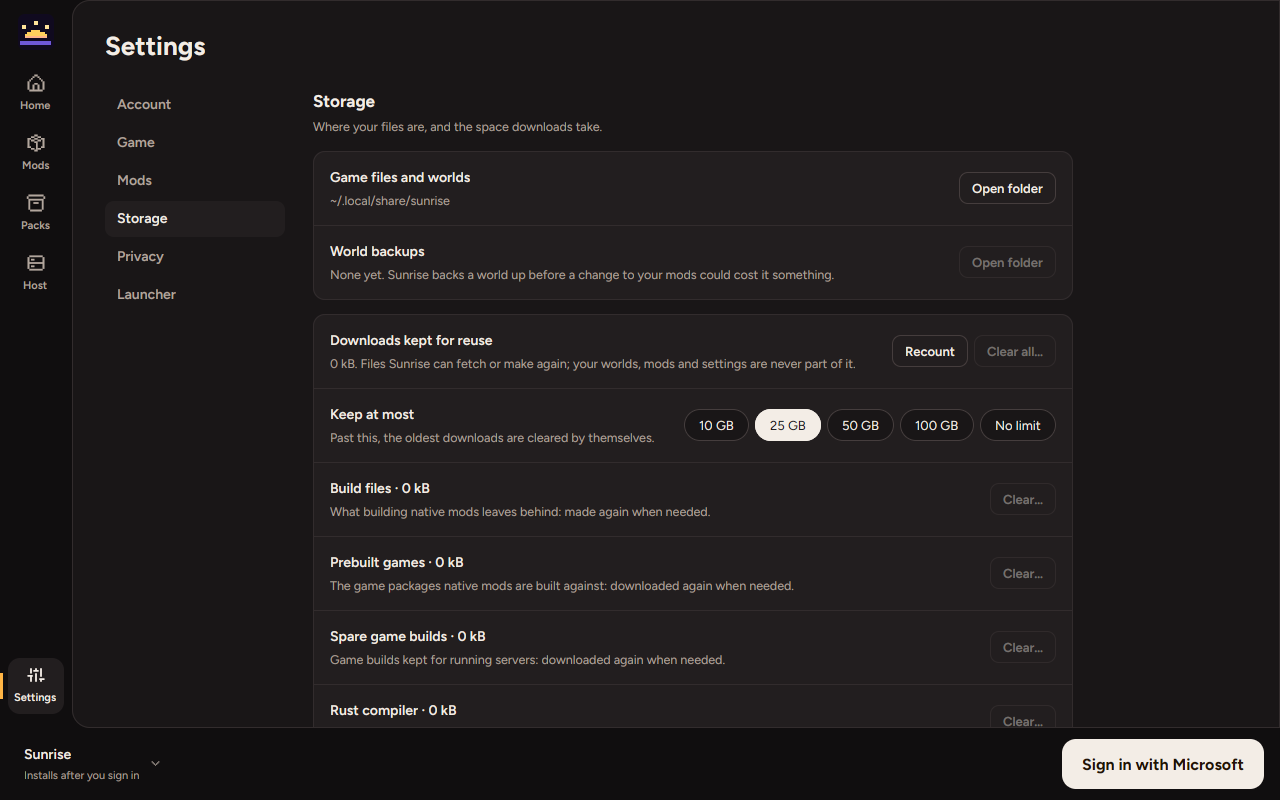 Settings
Home
Mods
Packs
Host
Settings
Account
Game
Mods
Storage
Privacy
Launcher
Storage
Where your files are, and the space downloads take.
Game files and worlds
~/.local/share/sunrise
Open folder
World backups
None yet. Sunrise backs a world up before a change to your mods could cost it something.
Open folder
Downloads kept for reuse
0 kB. Files Sunrise can fetch or make again; your worlds, mods and settings are never part of it.
Recount
Clear all...
Keep at most
Past this, the oldest downloads are cleared by themselves.
10 GB
25 GB
50 GB
100 GB
No limit
Build files · 0 kB
What building native mods leaves behind: made again when needed.
Clear...
Prebuilt games · 0 kB
The game packages native mods are built against: downloaded again when needed.
Clear...
Spare game builds · 0 kB
Game builds kept for running servers: downloaded again when needed.
Clear...
Rust compiler · 0 kB
Clear...
Sunrise
Installs after you sign in
Sign in with Microsoft